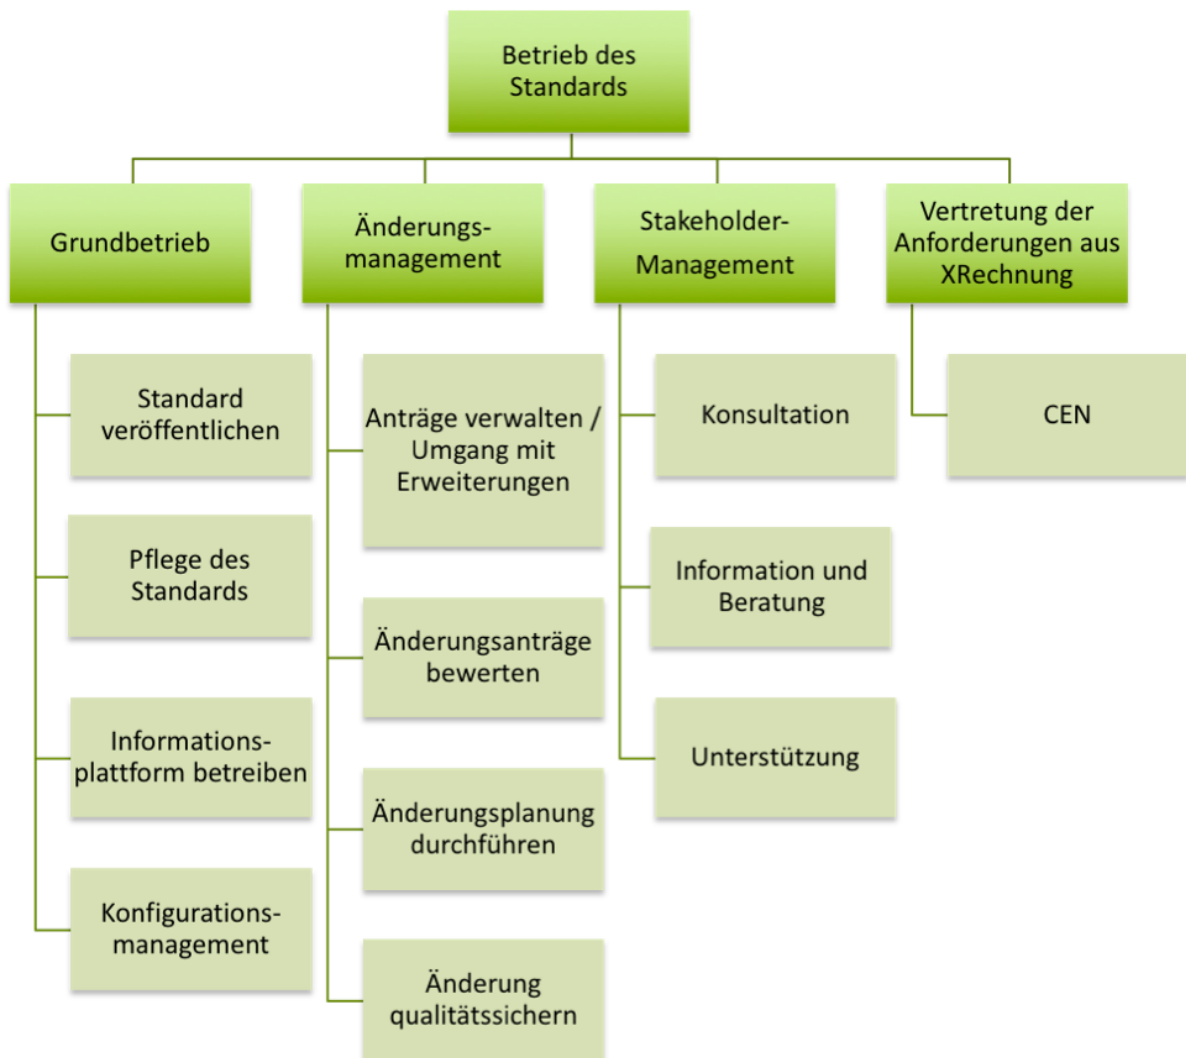 Betrieb des
Standards
Grundbetrieb
Änderungs-
management
Stakeholder-
Management
Vertretung der
Anforderungen aus
XRechnung
Standard
veröffentlichen
Pflege des
Standards
Informations-
plattform betreiben
Konfigurations-
management
Anträge verwalten /
Umgang mit
Erweiterungen
Änderungsanträge
bewerten
Änderungsplanung
durchführen
Änderung
qualitätssichern
Konsultation
Information und
Beratung
Unterstützung
CEN